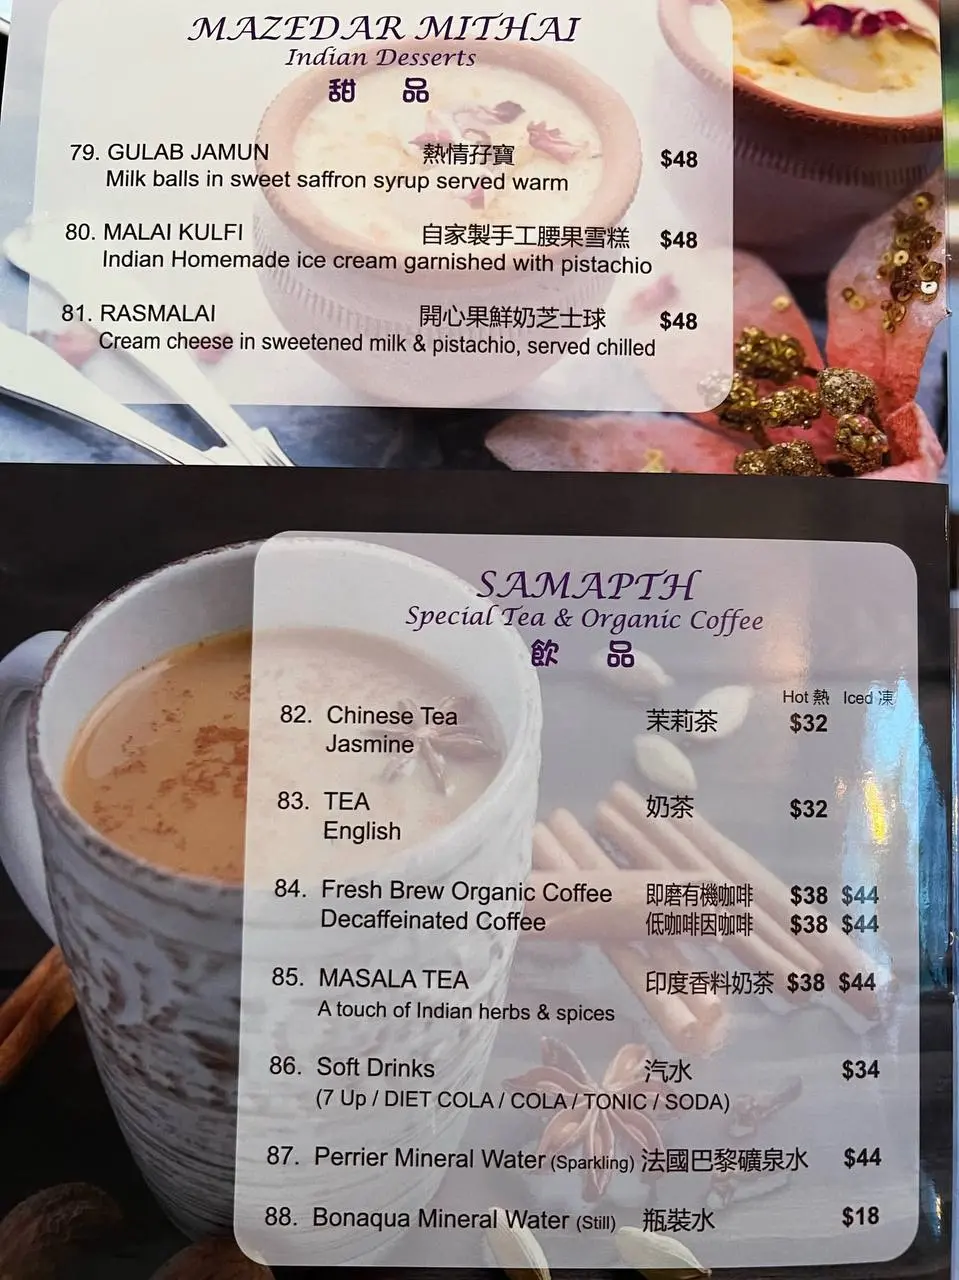 MAZEDAR MITHAI
Indian Desserts
甜 品
79. GULAB JAMUN 熱情孖寶 $48
Milk balls in sweet saffron syrup served warm
80. MALAI KULFI 自家製手工腰果雪糕 $48
Indian Homemade ice cream garnished with pistachio
81. RASMALAI 開心果鮮奶芝士球 $48
Cream cheese in sweetened milk & pistachio, served chilled
SAMAPTH
Special Tea & Organic Coffee
飲 品
Hot 熱 Iced 凍
82. Chinese Tea 茉莉茶 $32
Jasmine
83. TEA 奶茶 $32
English
84. Fresh Brew Organic Coffee 即磨有機咖啡 $38 $44
Decaffeinated Coffee 低咖啡因咖啡 $38 $44
85. MASALA TEA 印度香料奶茶 $38 $44
A touch of Indian herbs & spices
86. Soft Drinks 汽水 $34
(7 Up / DIET COLA / COLA / TONIC / SODA)
87. Perrier Mineral Water (Sparkling) 法國巴黎礦泉水 $44
88. Bonaqua Mineral Water (Still) 瓶裝水 $18